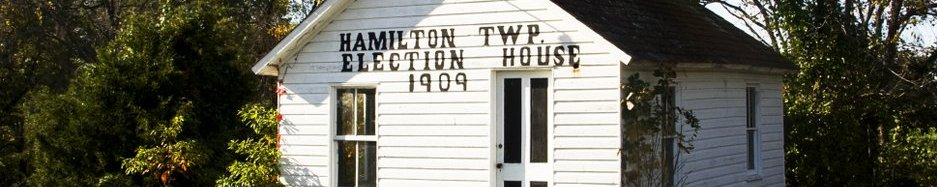 HAMILTON TWP.
ELECTION HOUSE
1909